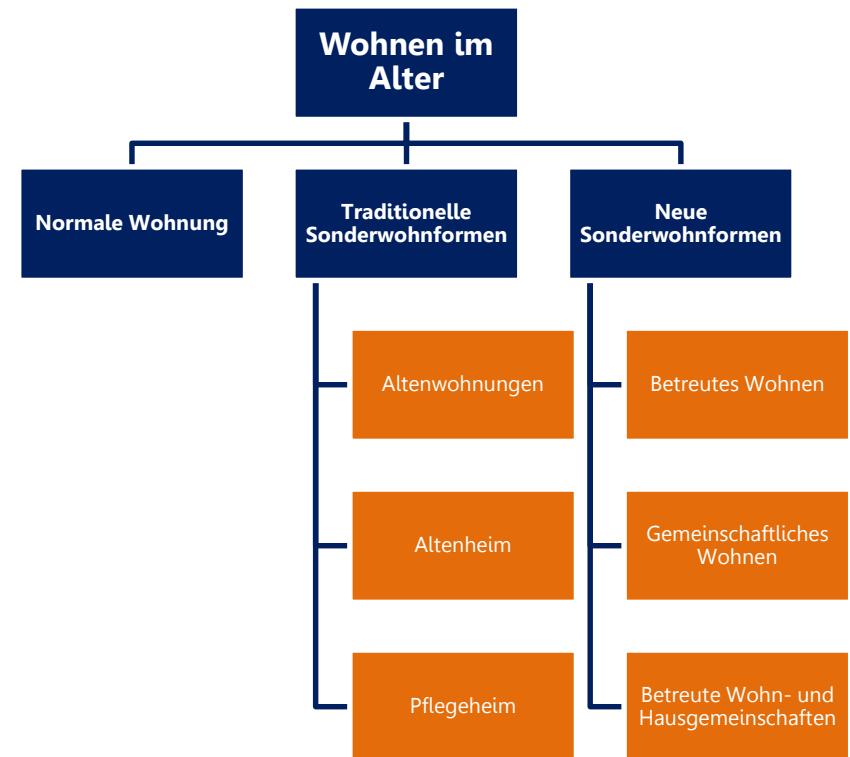 Wohnen im
Alter
Normale Wohnung
Traditionelle
Sonderwohnformen
Neue
Sonderwohnformen
Altenwohnungen
Betreutes Wohnen
Altenheim
Gemeinschaftliches
Wohnen
Pflegeheim
Betreute Wohn- und
Hausgemeinschaften